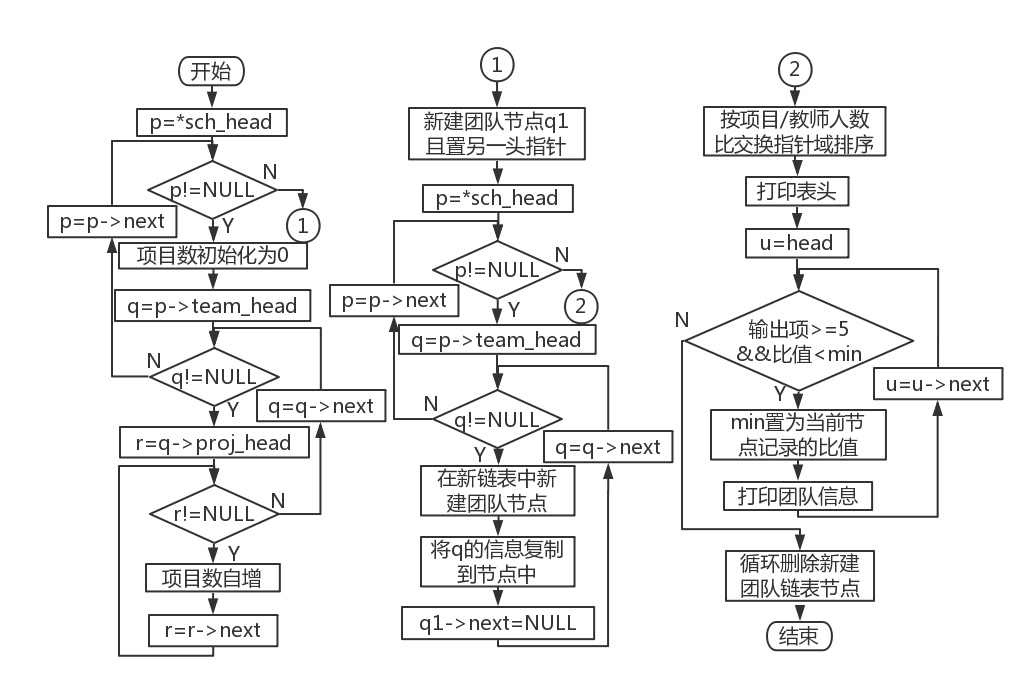 开始
p=*sch_head
p!=NULL
N
Y
p=p->next
1
项目数初始化为0
q=p->team_head
q!=NULL
N
Y
q=q->next
r=q->proj_head
r!=NULL
N
Y
项目数自增
r=r->next
1
新建团队节点q1
且置另一头指针
p=*sch_head
p!=NULL
N
Y
p=p->next
2
q=p->team_head
q!=NULL
N
Y
q=q->next
在新链表中新
建团队节点
将q的信息复制
到节点中
q1->next=NULL
2
按项目/教师人数
比交换指针域排序
打印表头
u=head
N
输出项>=5
&&比值<min
Y
u=u->next
min置为当前节
点记录的比值
打印团队信息
循环删除新建
团队链表节点
结束